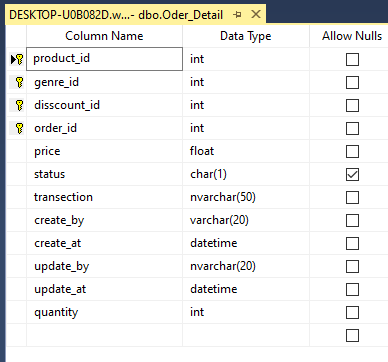 DESKTOP-U0B082D.w...- dbo.Oder_Detail
Column Name Data Type Allow Nulls
product_id int
genre_id int
disscount_id int
order_id int
price float
status char(1)
transection nvarchar(50)
create_by varchar(20)
create_at datetime
update_by nvarchar(20)
update_at datetime
quantity int